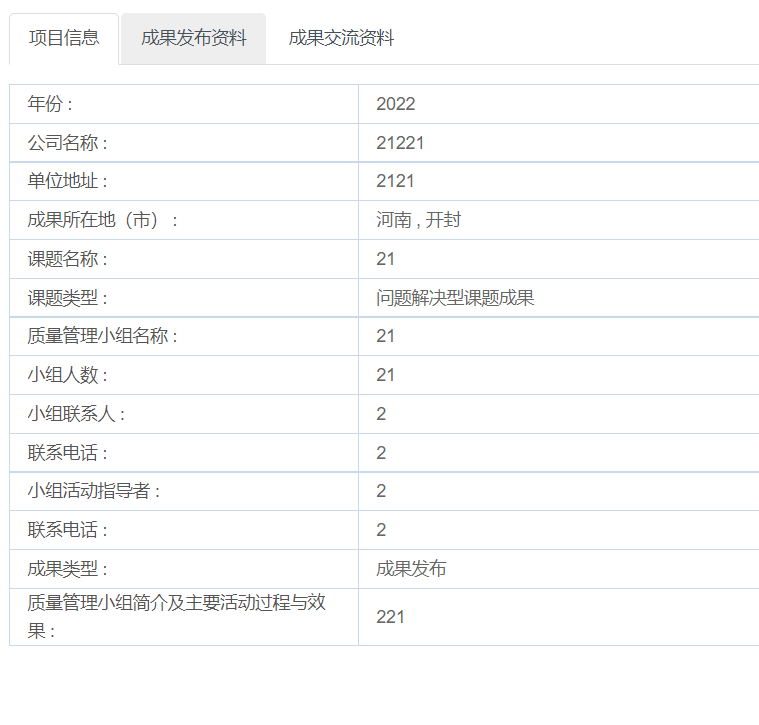 项目信息 成果发布资料 成果交流资料
年份： 2022
公司名称： 21221
单位地址： 2121
成果所在地（市）： 河南 , 开封
课题名称： 21
课题类型： 问题解决型课题成果
质量管理小组名称： 21
小组人数： 21
小组联系人： 2
联系电话： 2
小组活动指导者： 2
联系电话： 2
成果类型： 成果发布
质量管理小组简介及主要活动过程与效
果： 221